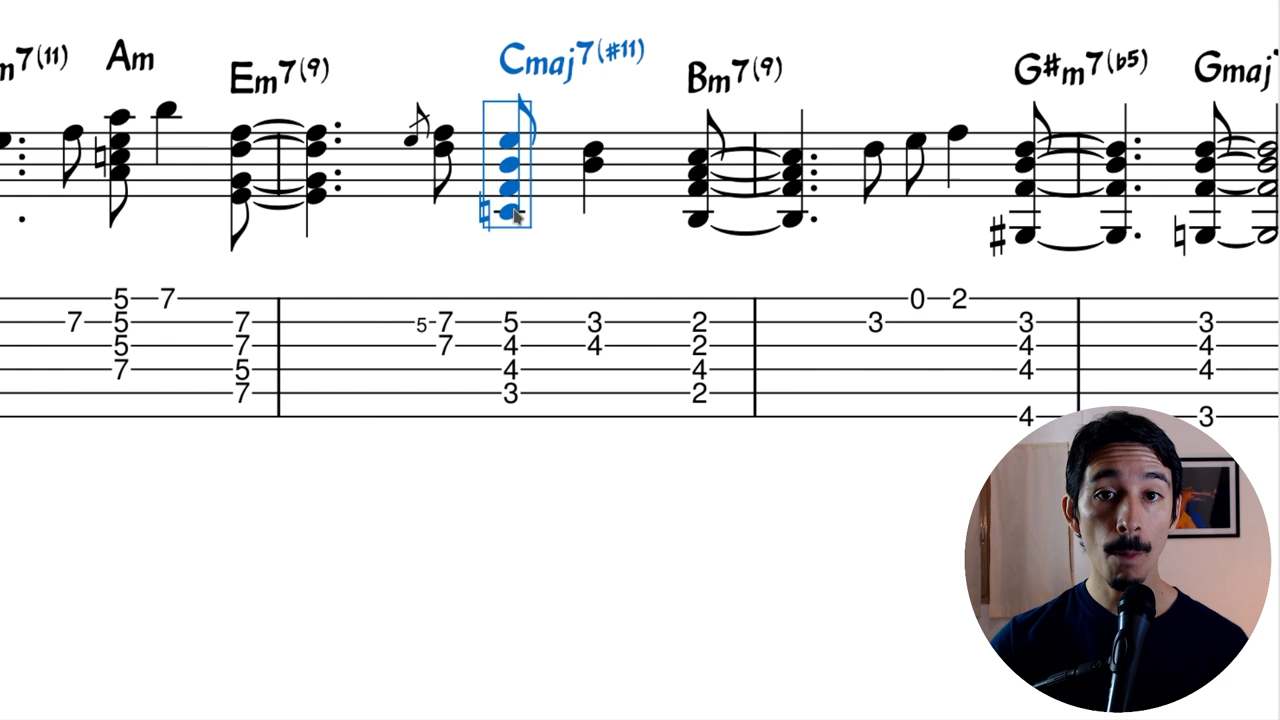 m7(11) Am Em7(9) Cmaj7(#11) Bm7(9) G#m7(b5) Gmaj7
5 7 0 2
7 5 7 5 7 5 3 2 3 3 3
5 7 7 4 4 2 4 4
7 5 4 4 4 4
7 3 2
4 3